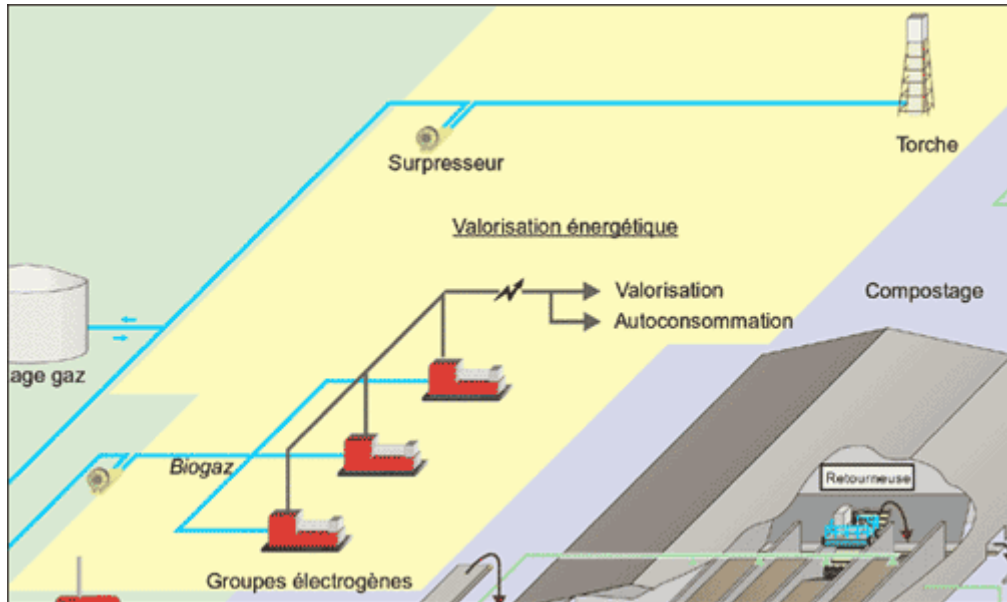 Torche
Surpresseur
Valorisation énergétique
Valorisation
Compostage
Autoconsommation
age gaz
Biogaz
Retourneuse
Groupes électrogènes